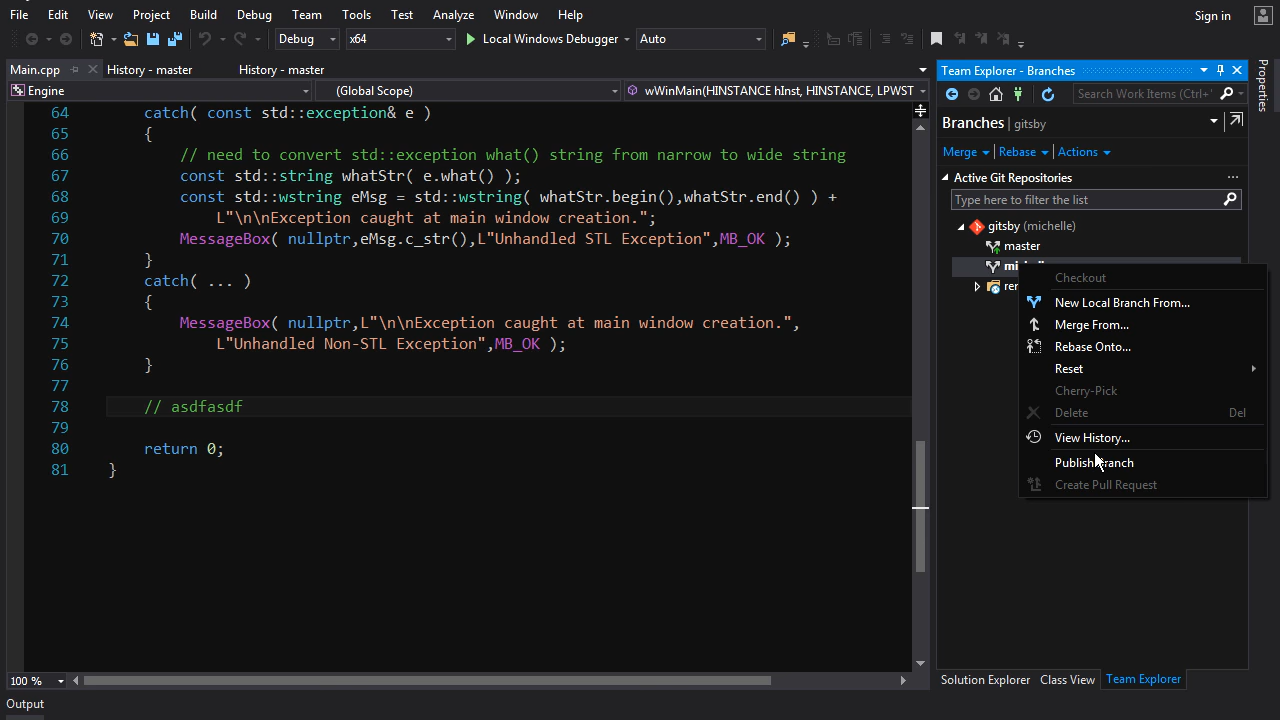 File Edit View Project Build Debug Team Tools Test Analyze Window Help
Sign in
Debug x64 Local Windows Debugger Auto
Main.cpp History - master History - master
Engine (Global Scope) wWinMain(HINSTANCE hInst, HINSTANCE, LPWST
64 catch( const std::exception& e )
65 {
66 // need to convert std::exception what() string from narrow to wide string
67 const std::string whatStr( e.what() );
68 const std::wstring eMsg = std::wstring( whatStr.begin(),whatStr.end() ) +
69 L"\n\nException caught at main window creation.";
70 MessageBox( nullptr,eMsg.c_str(),L"Unhandled STL Exception",MB_OK );
71 }
72 catch( ... )
73 {
74 MessageBox( nullptr,L"\n\nException caught at main window creation.",
75 L"Unhandled Non-STL Exception",MB_OK );
76 }
77
78 // asdfasdf
79
80 return 0;
81 }
100 %
Output
Team Explorer - Branches
Search Work Items (Ctrl+'
Branches | gitsby
Merge Rebase Actions
Active Git Repositories ...
Type here to filter the list
gitsby (michelle)
master
Checkout
New Local Branch From...
Merge From...
Rebase Onto...
Reset
Cherry-Pick
Delete Del
View History...
Publish Branch
Create Pull Request
Solution Explorer Class View Team Explorer
Properties